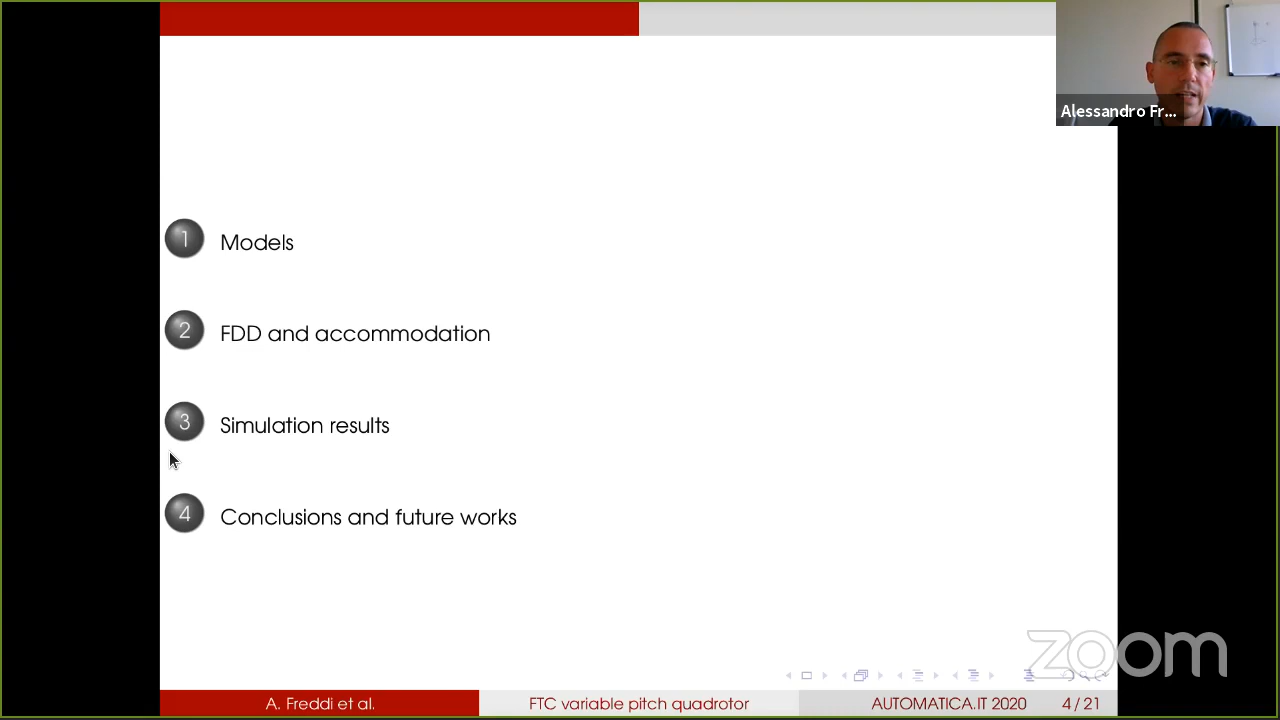 Alessandro Fr...
1 Models
2 FDD and accommodation
3 Simulation results
4 Conclusions and future works
zoom
A. Freddi et al. FTC variable pitch quadrotor AUTOMATICA.IT 2020 4 / 21